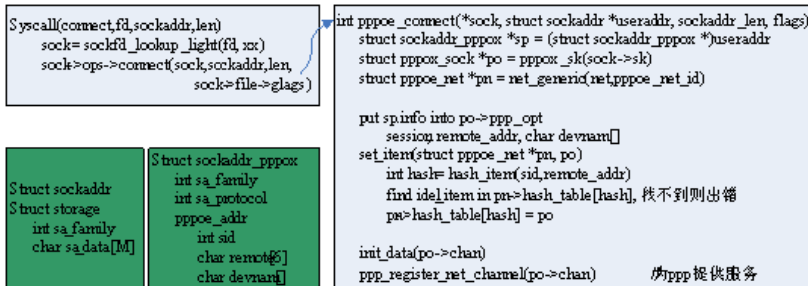 Syscall(connect,fd,sockaddr,len)
sock= sockfd_lookup_light(fd, xx)
sock->ops->connect(sock,sockaddr,len,
sock->file->glags)
int pppoe_connect(*sock, struct sockaddr *useraddr, sockaddr_len, flags)
struct sockaddr_pppox *sp = (struct sockaddr_pppox *)useraddr
struct pppox_sock *po = pppox_sk(sock->sk)
struct pppoe_net *pn = net_generic(net,pppoe_net_id)
put sp.info into po->ppp_opt
session,remote_addr, char devnam[]
set_item(struct pppoe_net *pn, po)
int hash= hash_item(sid,remote_addr)
find idel_item in pn->hash_table[hash], 找不到则出错
pn->hash_table[hash] = po
init_data(po->chan)
ppp_register_net_channel(po->chan) //为ppp提供服务
Struct sockaddr
Struct storage
int sa_family
char sa_data[M]
Struct sockaddr_pppox
int sa_family
int sa_protocol
pppoe_addr
int sid
char remote[6]
char devnam[]